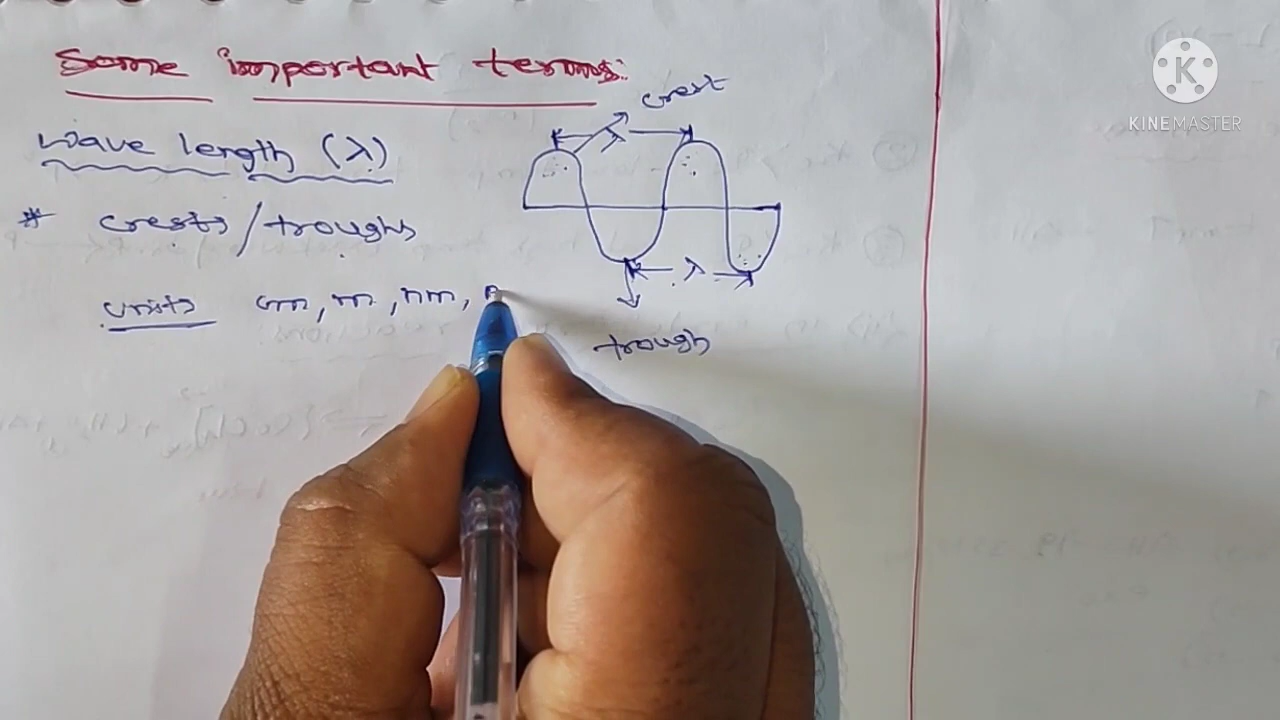 Some important terms:
crest
Wave length (λ)
λ
* crests/troughs
λ
units cm, m, nm,
trough
K
KINEMASTER